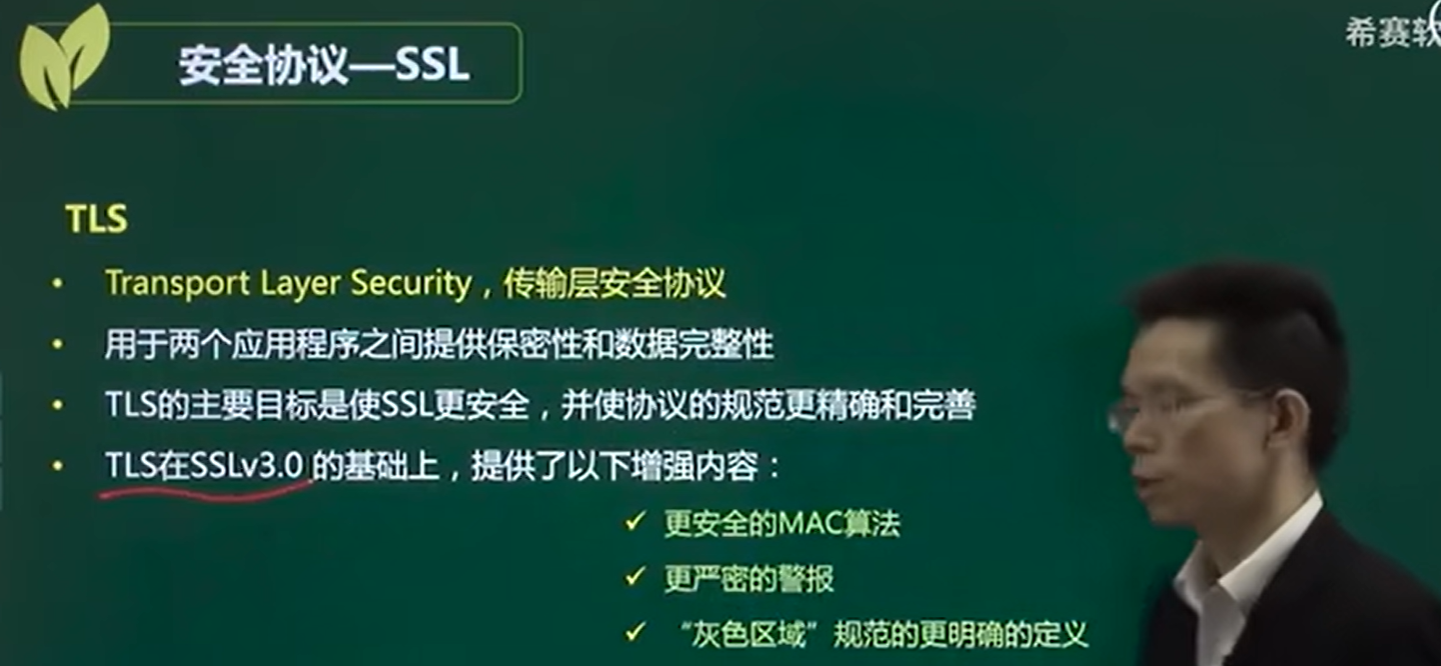 安全协议—SSL
希赛软
TLS
• Transport Layer Security，传输层安全协议
• 用于两个应用程序之间提供保密性和数据完整性
• TLS的主要目标是使SSL更安全，并使协议的规范更精确和完善
• TLS在SSLv3.0 的基础上，提供了以下增强内容：
✓ 更安全的MAC算法
✓ 更严密的警报
✓ “灰色区域”规范的更明确的定义